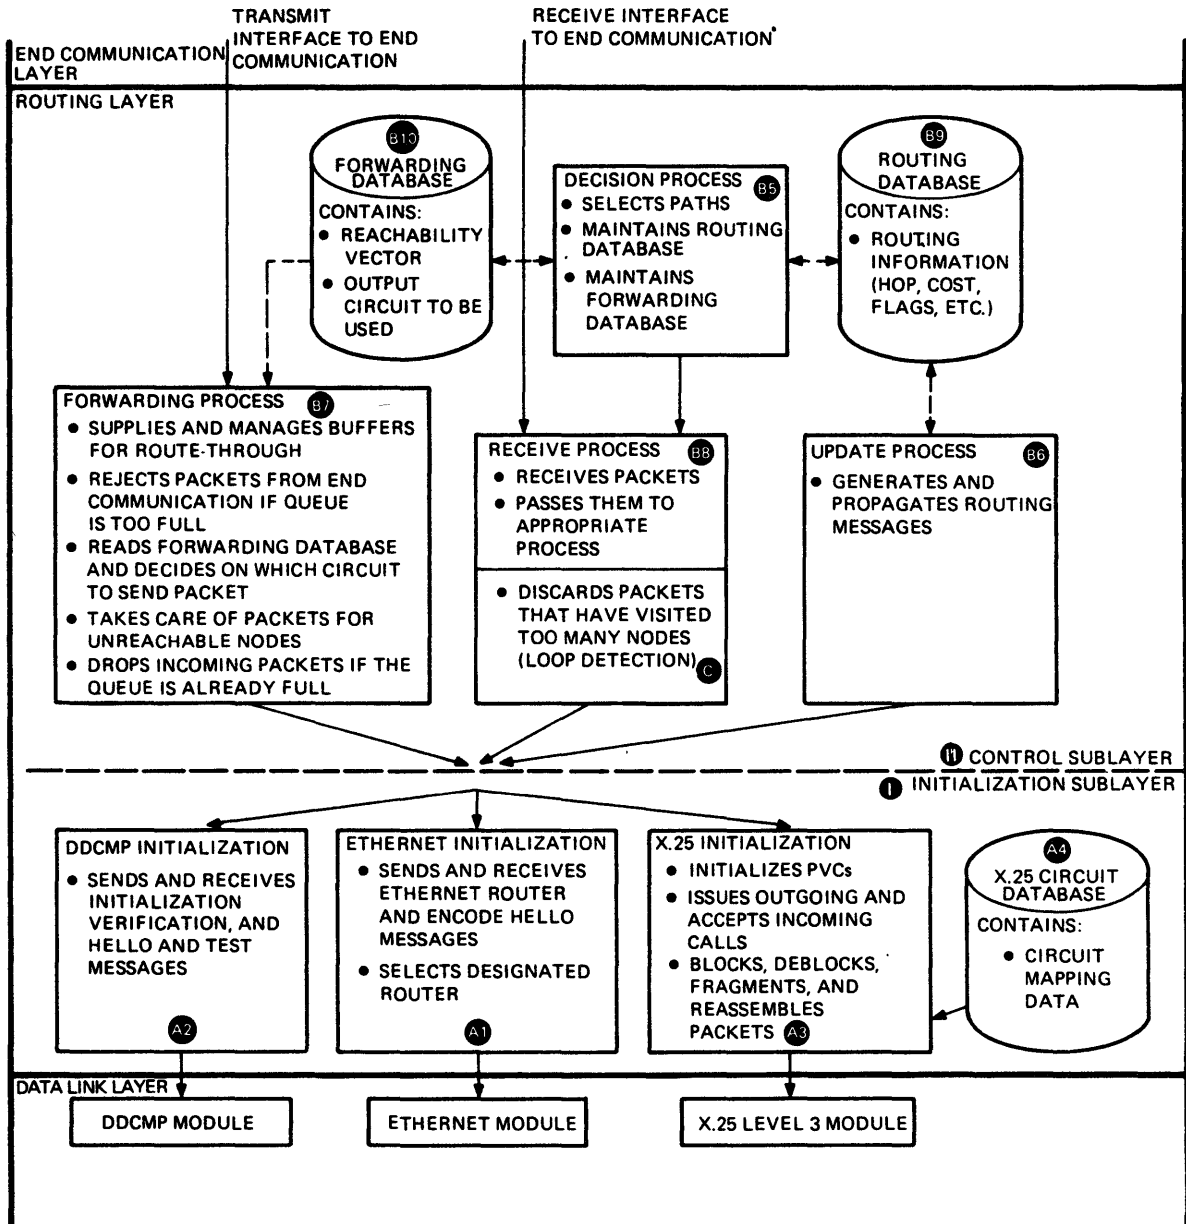 TRANSMIT
INTERFACE TO END
COMMUNICATION
RECEIVE INTERFACE
TO END COMMUNICATION
END COMMUNICATION
LAYER
ROUTING LAYER
B10
FORWARDING
DATABASE
CONTAINS:
• REACHABILITY
VECTOR
• OUTPUT
CIRCUIT TO BE
USED
DECISION PROCESS
B5
• SELECTS PATHS
• MAINTAINS ROUTING
DATABASE
• MAINTAINS
FORWARDING
DATABASE
B9
ROUTING
DATABASE
CONTAINS:
• ROUTING
INFORMATION
(HOP, COST,
FLAGS, ETC.)
FORWARDING PROCESS
B7
• SUPPLIES AND MANAGES BUFFERS
FOR ROUTE-THROUGH
• REJECTS PACKETS FROM END
COMMUNICATION IF QUEUE
IS TOO FULL
• READS FORWARDING DATABASE
AND DECIDES ON WHICH CIRCUIT
TO SEND PACKET
• TAKES CARE OF PACKETS FOR
UNREACHABLE NODES
• DROPS INCOMING PACKETS IF THE
QUEUE IS ALREADY FULL
RECEIVE PROCESS
B8
• RECEIVES PACKETS
• PASSES THEM TO
APPROPRIATE
PROCESS
• DISCARDS PACKETS
THAT HAVE VISITED
TOO MANY NODES
(LOOP DETECTION)
C
UPDATE PROCESS
B6
• GENERATES AND
PROPAGATES ROUTING
MESSAGES
CONTROL SUBLAYER
I INITIALIZATION SUBLAYER
DDCMP INITIALIZATION
• SENDS AND RECEIVES
INITIALIZATION
VERIFICATION, AND
HELLO AND TEST
MESSAGES
A2
ETHERNET INITIALIZATION
• SENDS AND RECEIVES
ETHERNET ROUTER
AND ENCODE HELLO
MESSAGES
• SELECTS DESIGNATED
ROUTER
A1
X.25 INITIALIZATION
• INITIALIZES PVCs
• ISSUES OUTGOING AND
ACCEPTS INCOMING
CALLS
• BLOCKS, DEBLOCKS,
FRAGMENTS, AND
REASSEMBLES
PACKETS
A3
A4
X.25 CIRCUIT
DATABASE
CONTAINS:
• CIRCUIT
MAPPING
DATA
DATA LINK LAYER
DDCMP MODULE
ETHERNET MODULE
X.25 LEVEL 3 MODULE